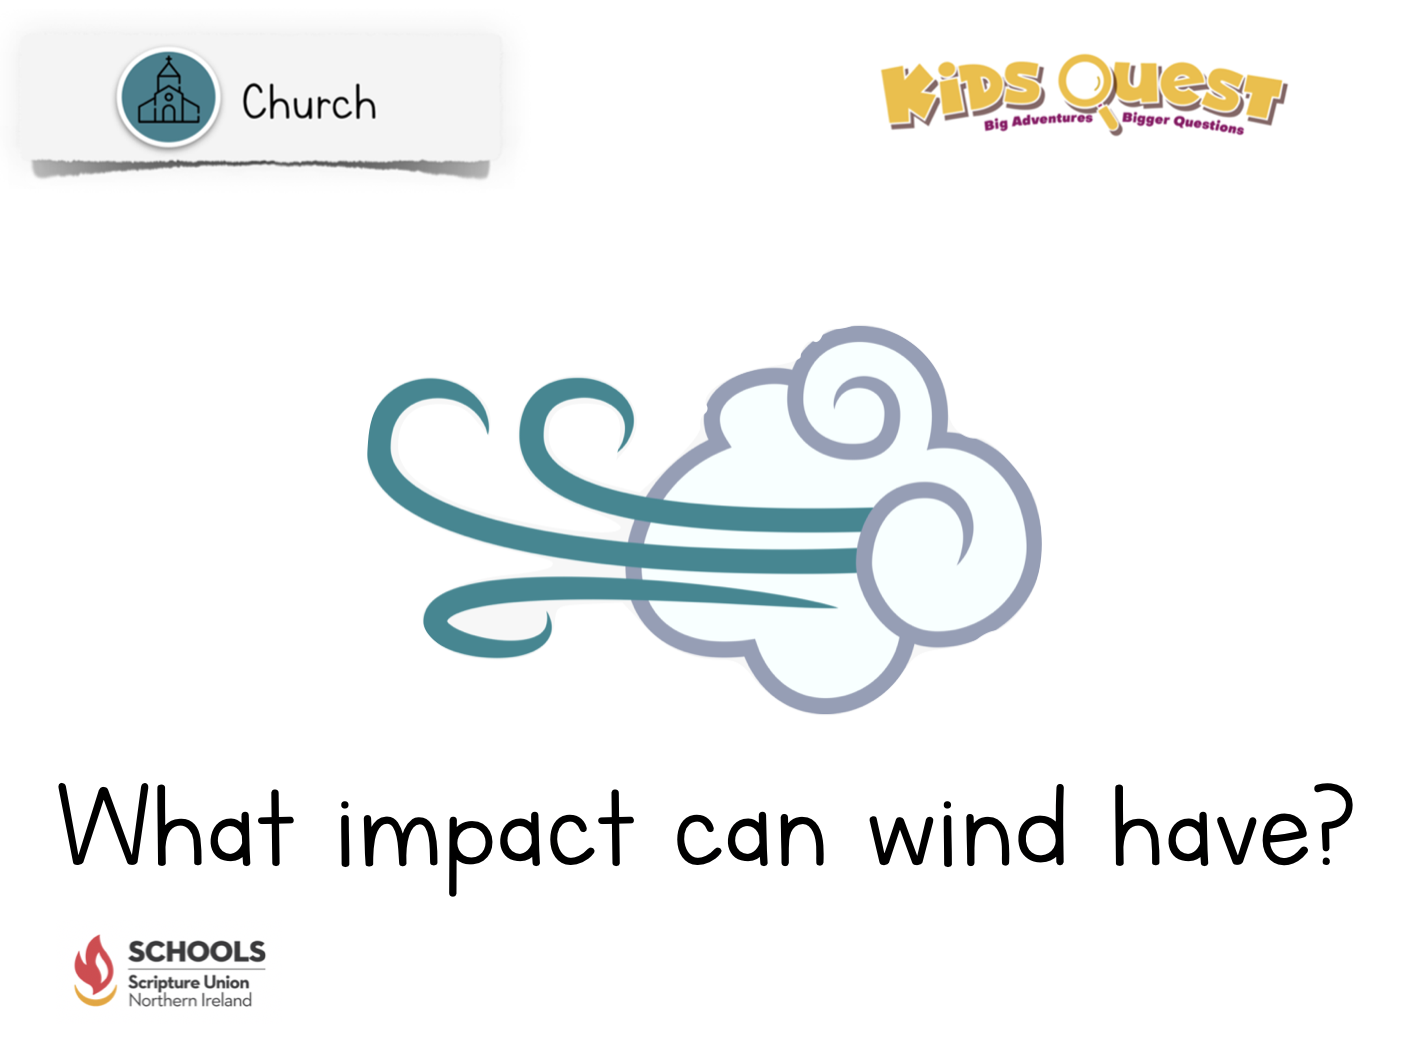 Church
KiDS QUEST
Big Adventures Bigger Questions
What impact can wind have?
SCHOOLS
Scripture Union
Northern Ireland